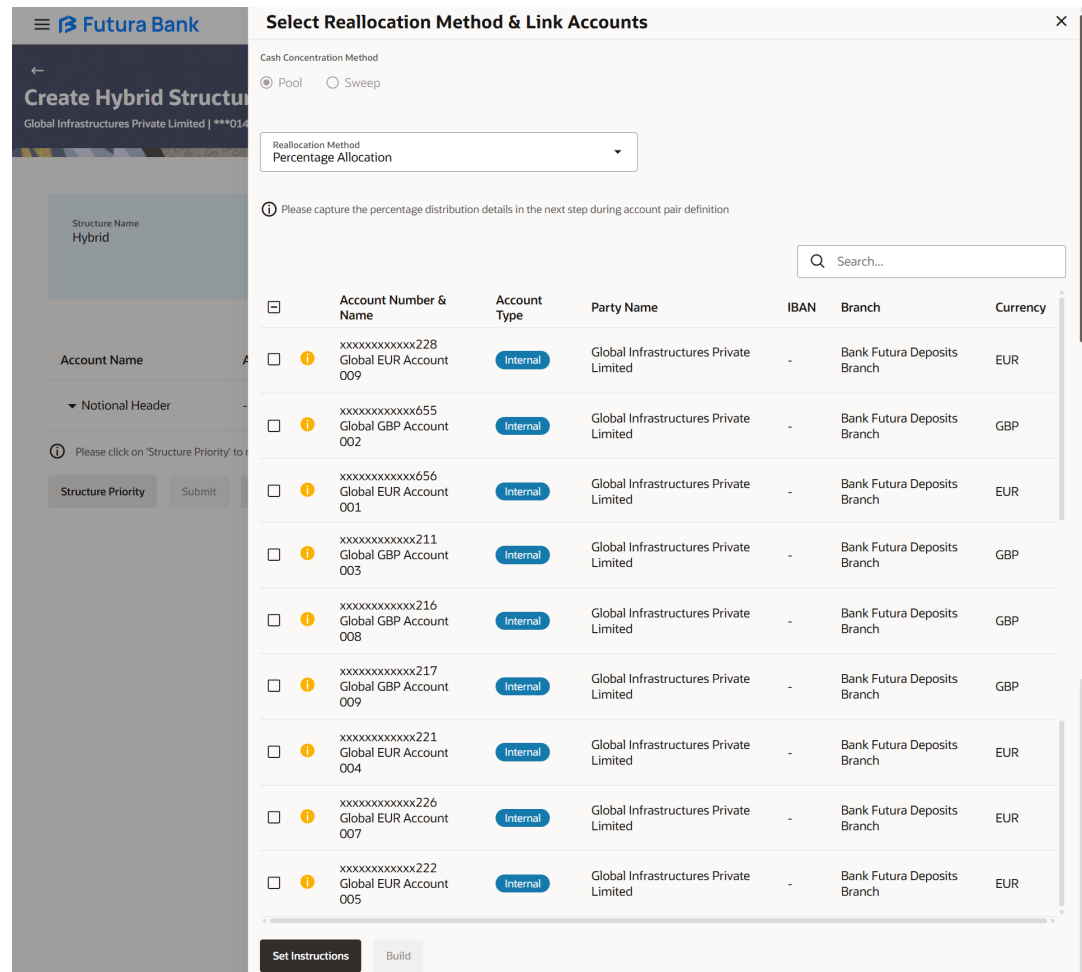 Futura Bank
Create Hybrid Structu
Global Infrastructures Private Limited | ***014
Structure Name
Hybrid
Account Name
A
Notional Header
-
Please click on 'Structure Priority' to r
Structure Priority
Submit
Select Reallocation Method & Link Accounts
Cash Concentration Method
Pool
Sweep
Reallocation Method
Percentage Allocation
Please capture the percentage distribution details in the next step during account pair definition
Search...
Account Number &
Name
Account
Type
Party Name
IBAN
Branch
Currency
xxxxxxxxxxxx228
Global EUR Account
009
Internal
Global Infrastructures Private
Limited
-
Bank Futura Deposits
Branch
EUR
xxxxxxxxxxxx655
Global GBP Account
002
Internal
Global Infrastructures Private
Limited
-
Bank Futura Deposits
Branch
GBP
xxxxxxxxxxxx656
Global EUR Account
001
Internal
Global Infrastructures Private
Limited
-
Bank Futura Deposits
Branch
EUR
xxxxxxxxxxxx211
Global GBP Account
003
Internal
Global Infrastructures Private
Limited
-
Bank Futura Deposits
Branch
GBP
xxxxxxxxxxxx216
Global GBP Account
008
Internal
Global Infrastructures Private
Limited
-
Bank Futura Deposits
Branch
GBP
xxxxxxxxxxxx217
Global GBP Account
009
Internal
Global Infrastructures Private
Limited
-
Bank Futura Deposits
Branch
GBP
xxxxxxxxxxxx221
Global EUR Account
004
Internal
Global Infrastructures Private
Limited
-
Bank Futura Deposits
Branch
EUR
xxxxxxxxxxxx226
Global EUR Account
007
Internal
Global Infrastructures Private
Limited
-
Bank Futura Deposits
Branch
EUR
xxxxxxxxxxxx222
Global EUR Account
005
Internal
Global Infrastructures Private
Limited
-
Bank Futura Deposits
Branch
EUR
Set Instructions
Build